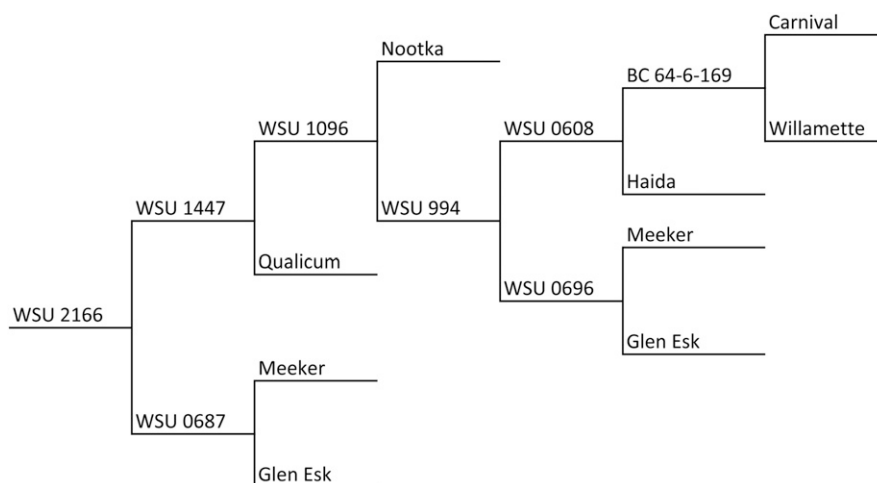 Carnival
Nootka
BC 64-6-169
WSU 1096
WSU 0608
Willamette
Haida
WSU 1447
WSU 994
Meeker
Qualicum
WSU 0696
WSU 2166
Glen Esk
Meeker
WSU 0687
Glen Esk